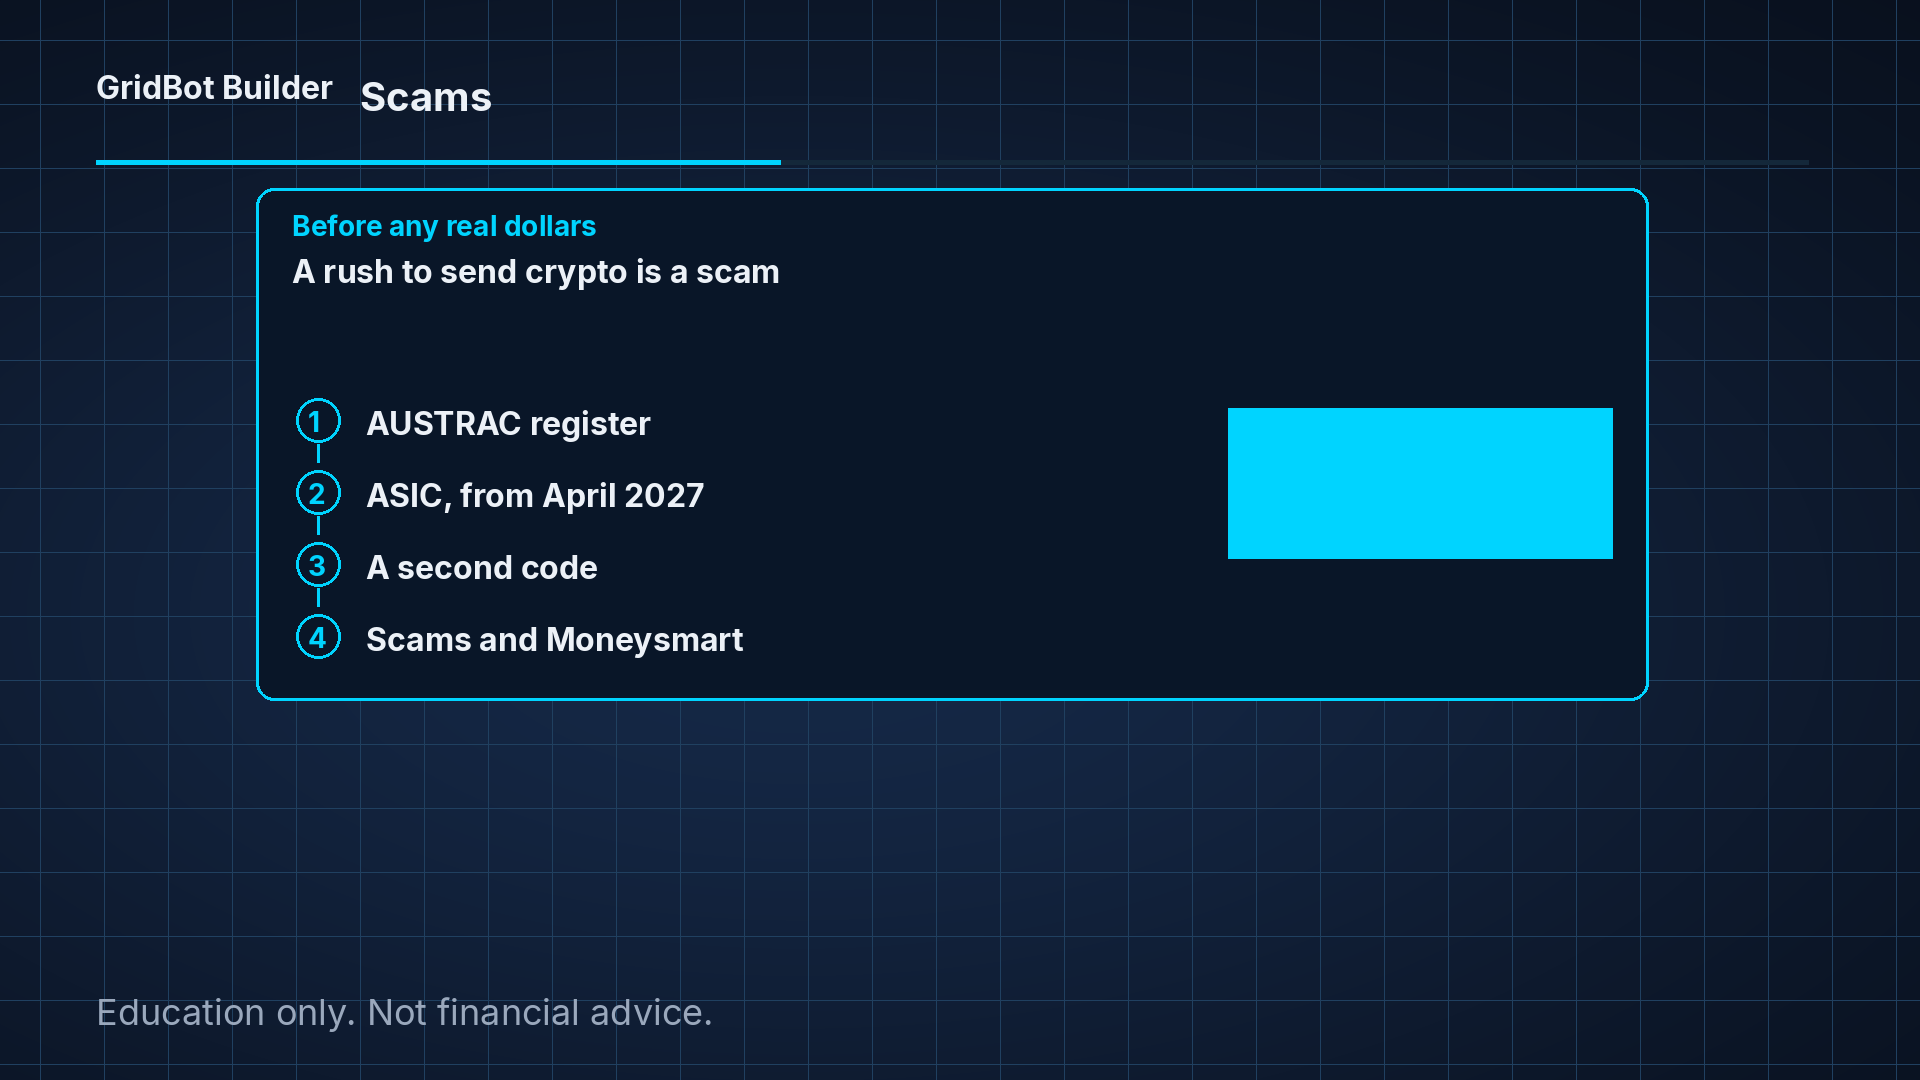 GridBot Builder
Scams
Before any real dollars
A rush to send crypto is a scam
1 AUSTRAC register
2 ASIC, from April 2027
3 A second code
4 Scams and Moneysmart
Education only. Not financial advice.